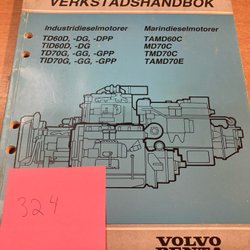 VERKSTADSHANDBOK
Industridieselmotorer
TD60D, -DG, -DPP
TID60D, -DG
TD70G, -GG, -GPP
TID70G, -GG, -GPP
Marindieselmotorer
TAMD60C
MD70C
TMD70C
TAMD70E
324
VOLVO
PENTA